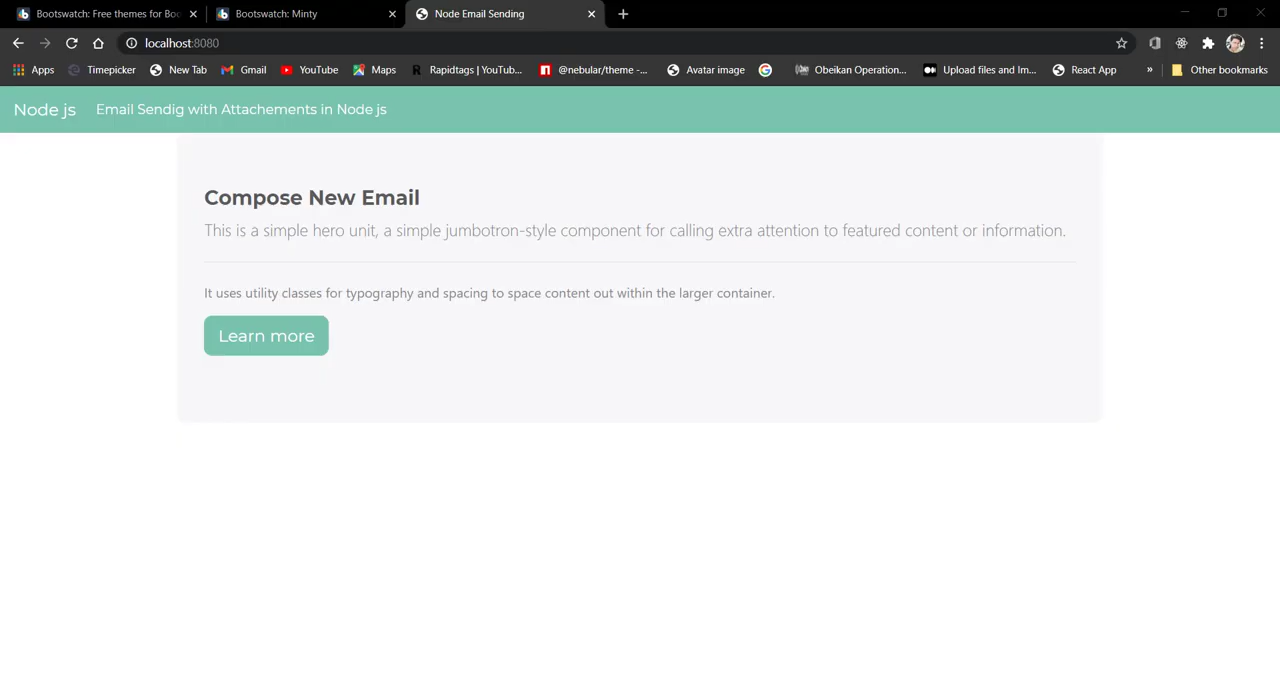 Bootswatch: Free themes for Boo
Bootswatch: Minty
Node Email Sending
localhost:8080
Apps
Timepicker
New Tab
Gmail
YouTube
Maps
Rapidtags | YouTub...
@nebular/theme -...
Avatar image
Obeikan Operation...
Upload files and Im...
React App
»
Other bookmarks
Node js
Email Sendig with Attachements in Node js
Compose New Email
This is a simple hero unit, a simple jumbotron-style component for calling extra attention to featured content or information.
It uses utility classes for typography and spacing to space content out within the larger container.
Learn more